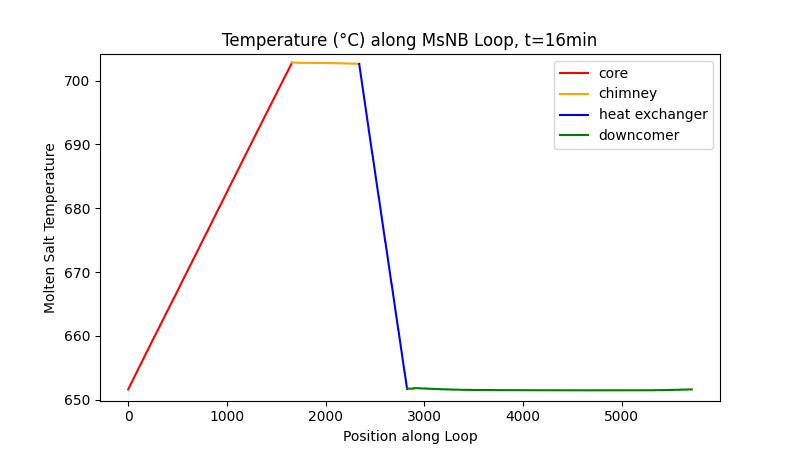 Temperature (°C) along MsNB Loop, t=16min
700
690
680
670
660
650
Molten Salt Temperature
core
chimney
heat exchanger
downcomer
0 1000 2000 3000 4000 5000
Position along Loop